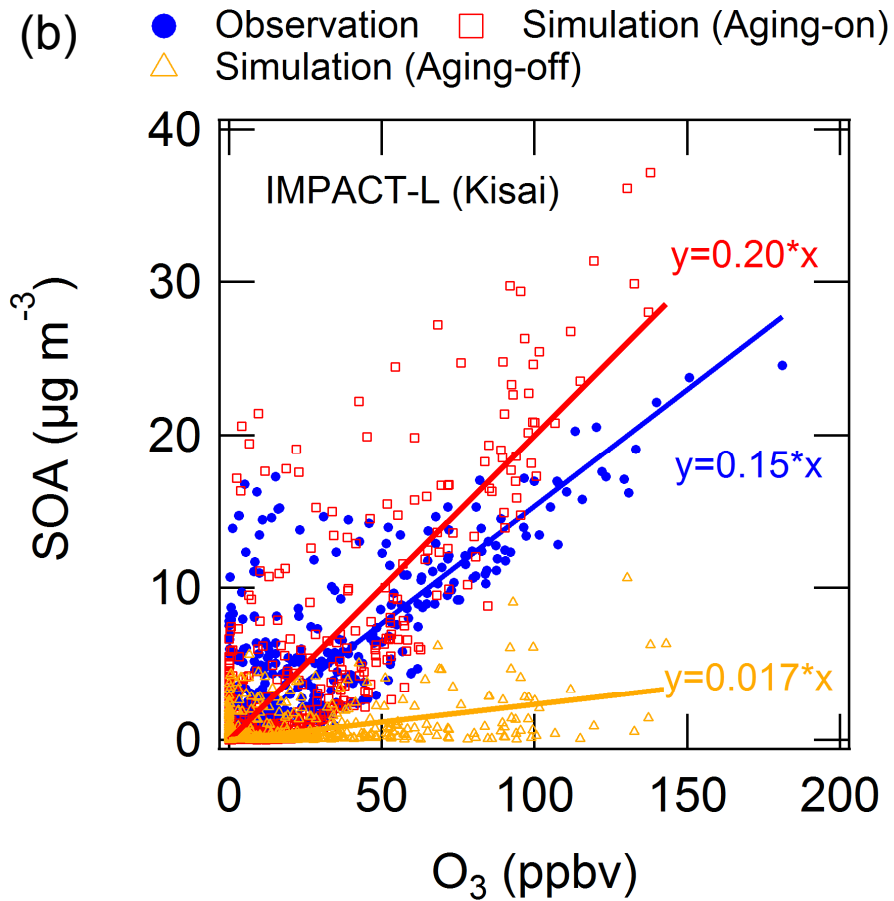 (b)
Observation
Simulation (Aging-on)
Simulation (Aging-off)
40
30
20
10
0
SOA (µg m⁻³)
IMPACT-L (Kisai)
y=0.20*x
y=0.15*x
y=0.017*x
0 50 100 150 200
O₃ (ppbv)